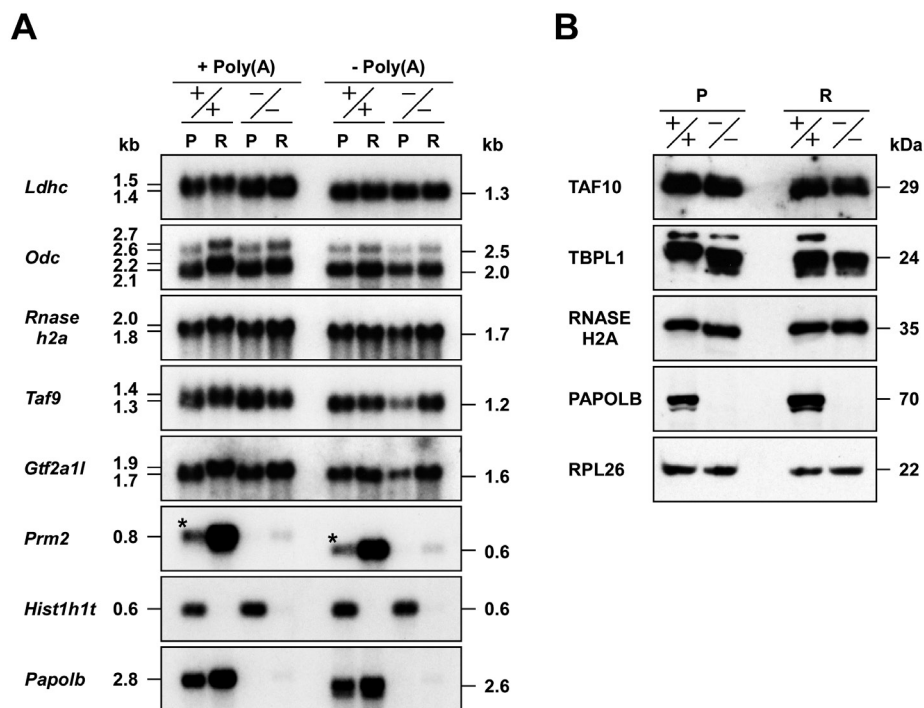 A
+ Poly(A) - Poly(A)
+/+ −/− +/+ −/−
kb P R P R P R P R kb
Ldhc 1.5 1.4 1.3
Odc 2.7 2.6 2.2 2.1 2.5 2.0
Rnase h2a 2.0 1.8 1.7
Taf9 1.4 1.3 1.2
Gtf2a1l 1.9 1.7 1.6
Prm2 0.8 * * 0.6
Hist1h1t 0.6 0.6
Papolb 2.8 2.6
B
P R
+/+ −/− +/+ −/− kDa
TAF10 29
TBPL1 24
RNASE H2A 35
PAPOLB 70
RPL26 22